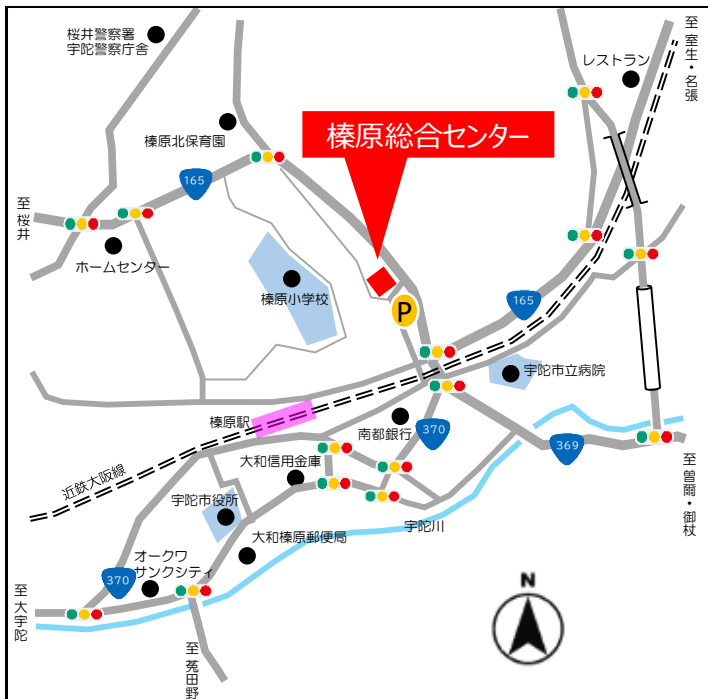 桜井警察署
宇陀警察庁舎
至室生・名張
レストラン
榛原北保育園
榛原総合センター
165
至桜井
ホームセンター
榛原小学校
P
165
宇陀市立病院
榛原駅
南都銀行
370
369
近鉄大阪線
大和信用金庫
至曽爾・御杖
宇陀市役所
宇陀川
大和榛原郵便局
オークワ
サンクシティ
370
至大宇陀
至菟田野
N